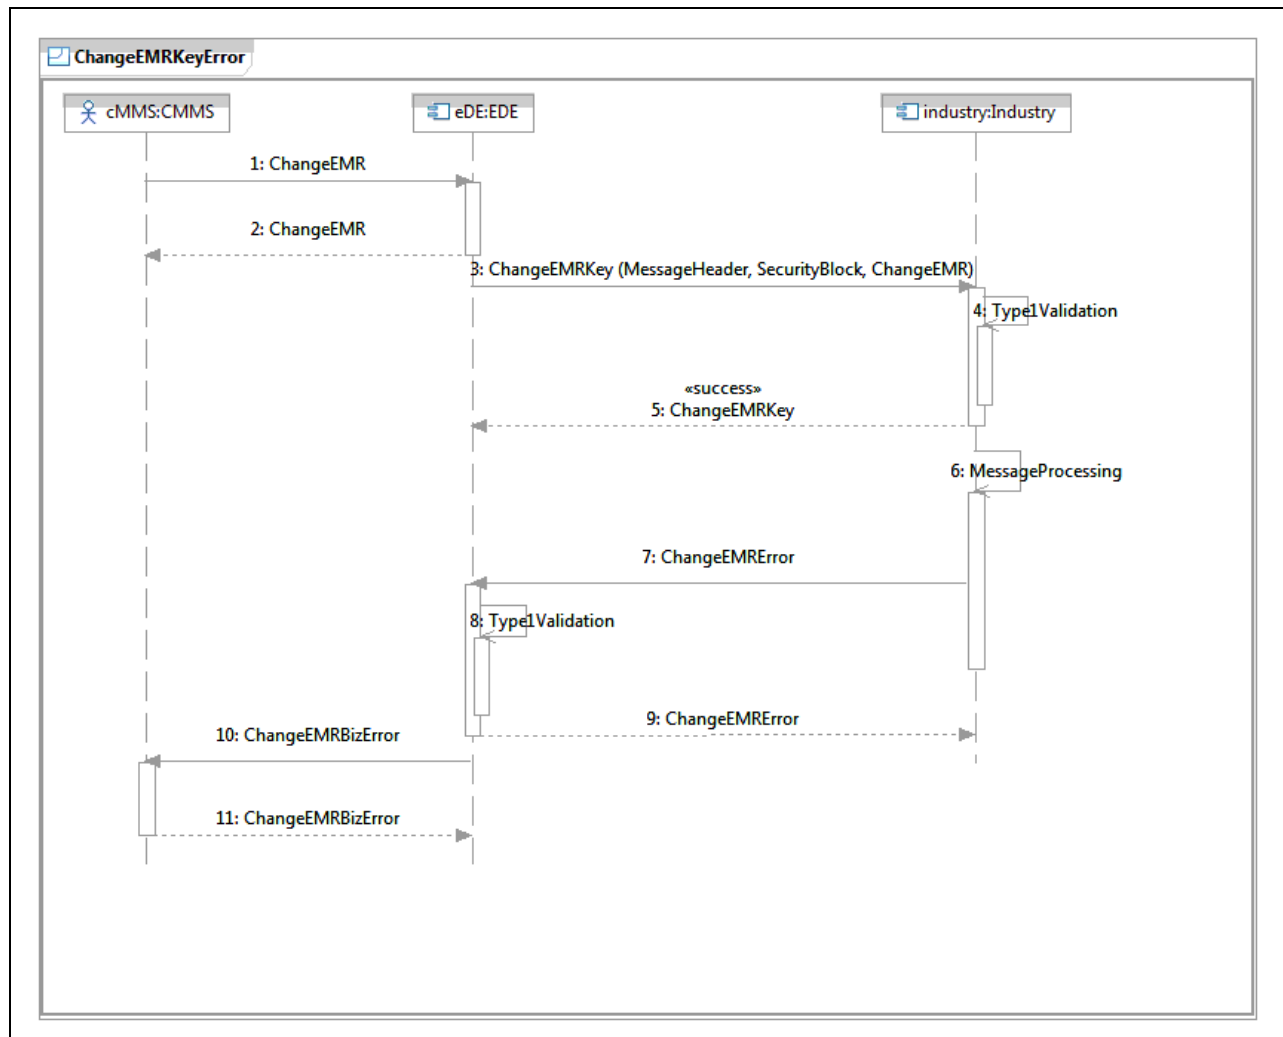 ChangeEMRKeyError
cMMS:CMMS
eDE:EDE
industry:Industry
1: ChangeEMR
2: ChangeEMR
3: ChangeEMRKey (MessageHeader, SecurityBlock, ChangeEMR)
4: Type1Validation
«success»
5: ChangeEMRKey
6: MessageProcessing
7: ChangeEMRError
8: Type1Validation
9: ChangeEMRError
10: ChangeEMRBizError
11: ChangeEMRBizError